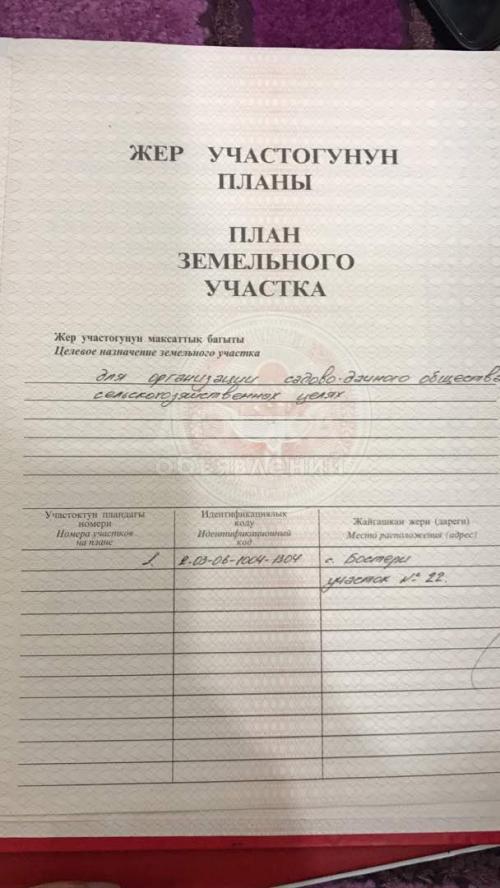 ЖЕР УЧАСТОГУНУН
ПЛАНЫ
ПЛАН
ЗЕМЕЛЬНОГО
УЧАСТКА
Жер участогунун максаттык багыты
Целевое назначение земельного участка
для организации садово-дачного общества
сельскохозяйственных целях
ОБЪЯВЛЕНИЙ
Участоктун пландагы
номери
Номера участков
на плане
Идентификациялык
коду
Идентификационный
код
Жайгашкан жери (дареги)
Место расположения (адрес)
1. 2-03-06-1004-1304 с. Бостери
участок № 22.